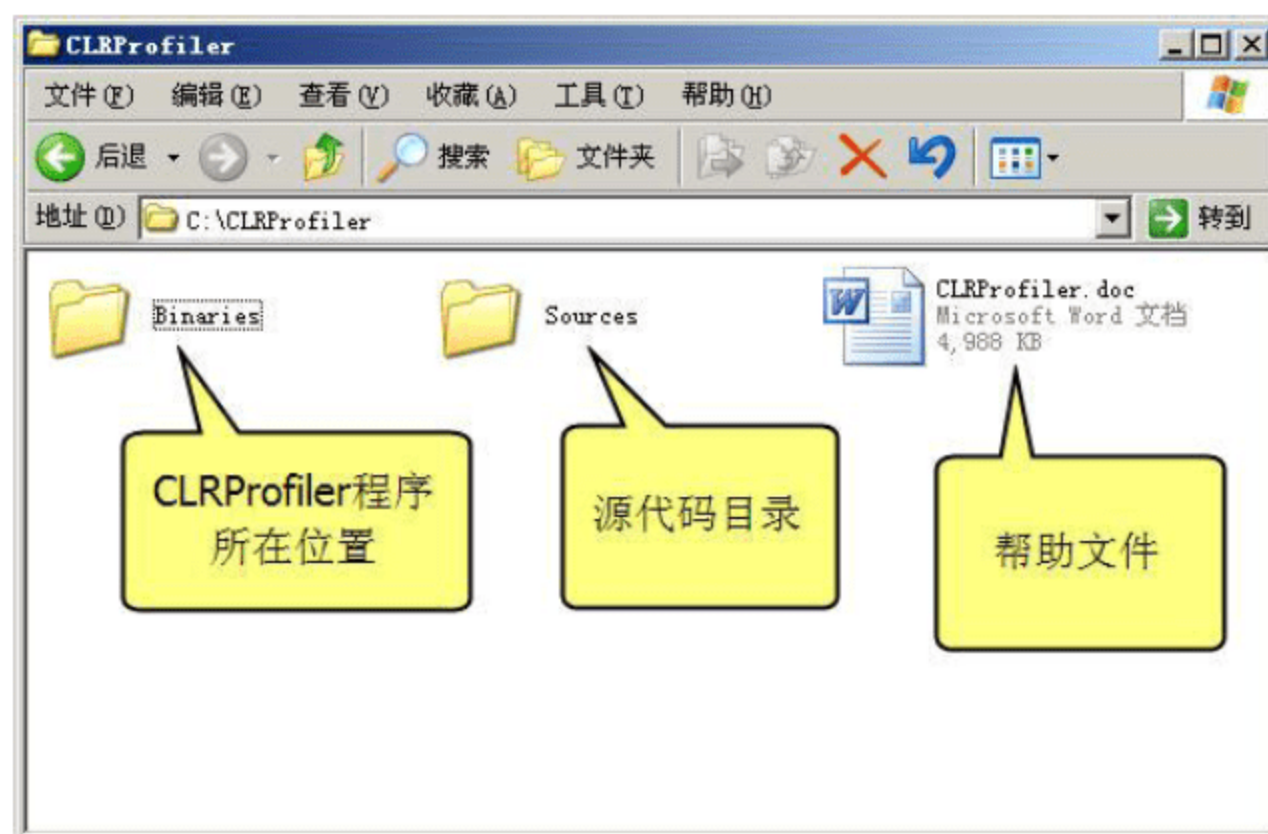 CLRProfiler
文件(F) 编辑(E) 查看(V) 收藏(A) 工具(T) 帮助(H)
后退 搜索 文件夹
地址(D) C:\CLRProfiler 转到
Binaries
Sources
CLRProfiler.doc
Microsoft Word 文档
4,988 KB
CLRProfiler程序
所在位置
源代码目录
帮助文件